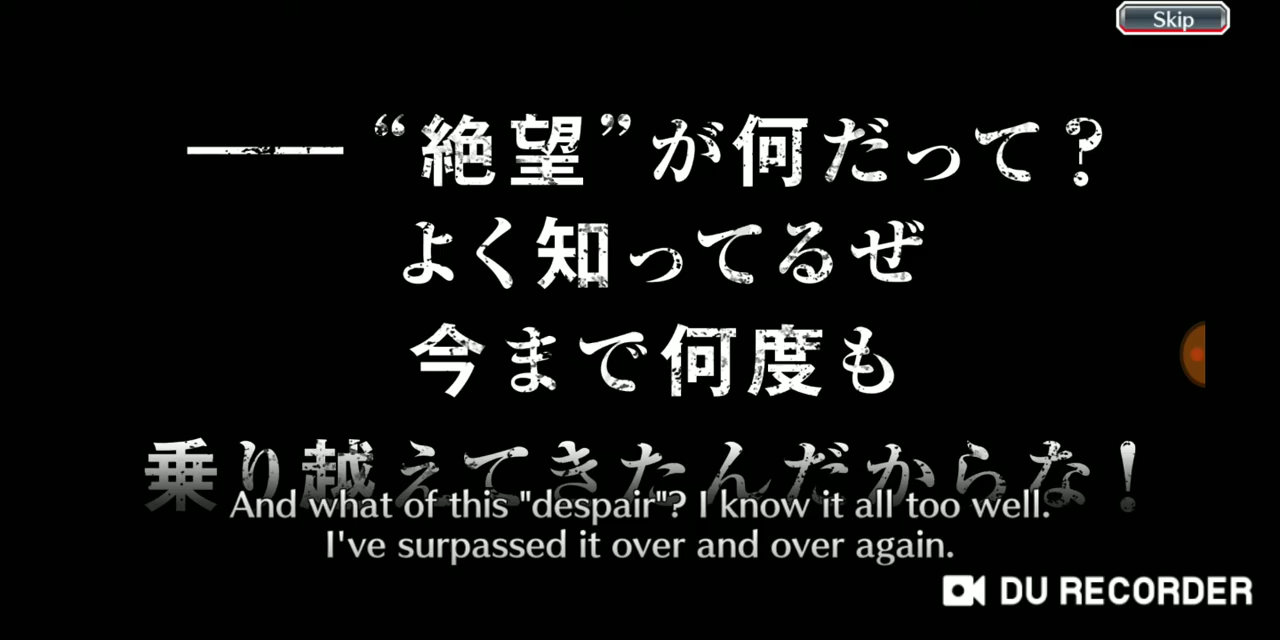 Skip
――“絶望”が何だって?
よく知ってるぜ
今まで何度も
乗り越えてきたんだからな!
And what of this "despair"? I know it all too well.
I've surpassed it over and over again.
DU RECORDER